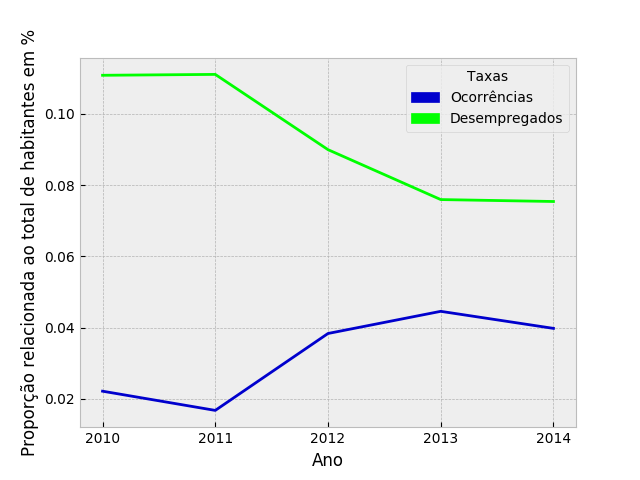 Proporção relacionada ao total de habitantes em %
Taxas
Ocorrências
Desempregados
0.10
0.08
0.06
0.04
0.02
2010 2011 2012 2013 2014
Ano